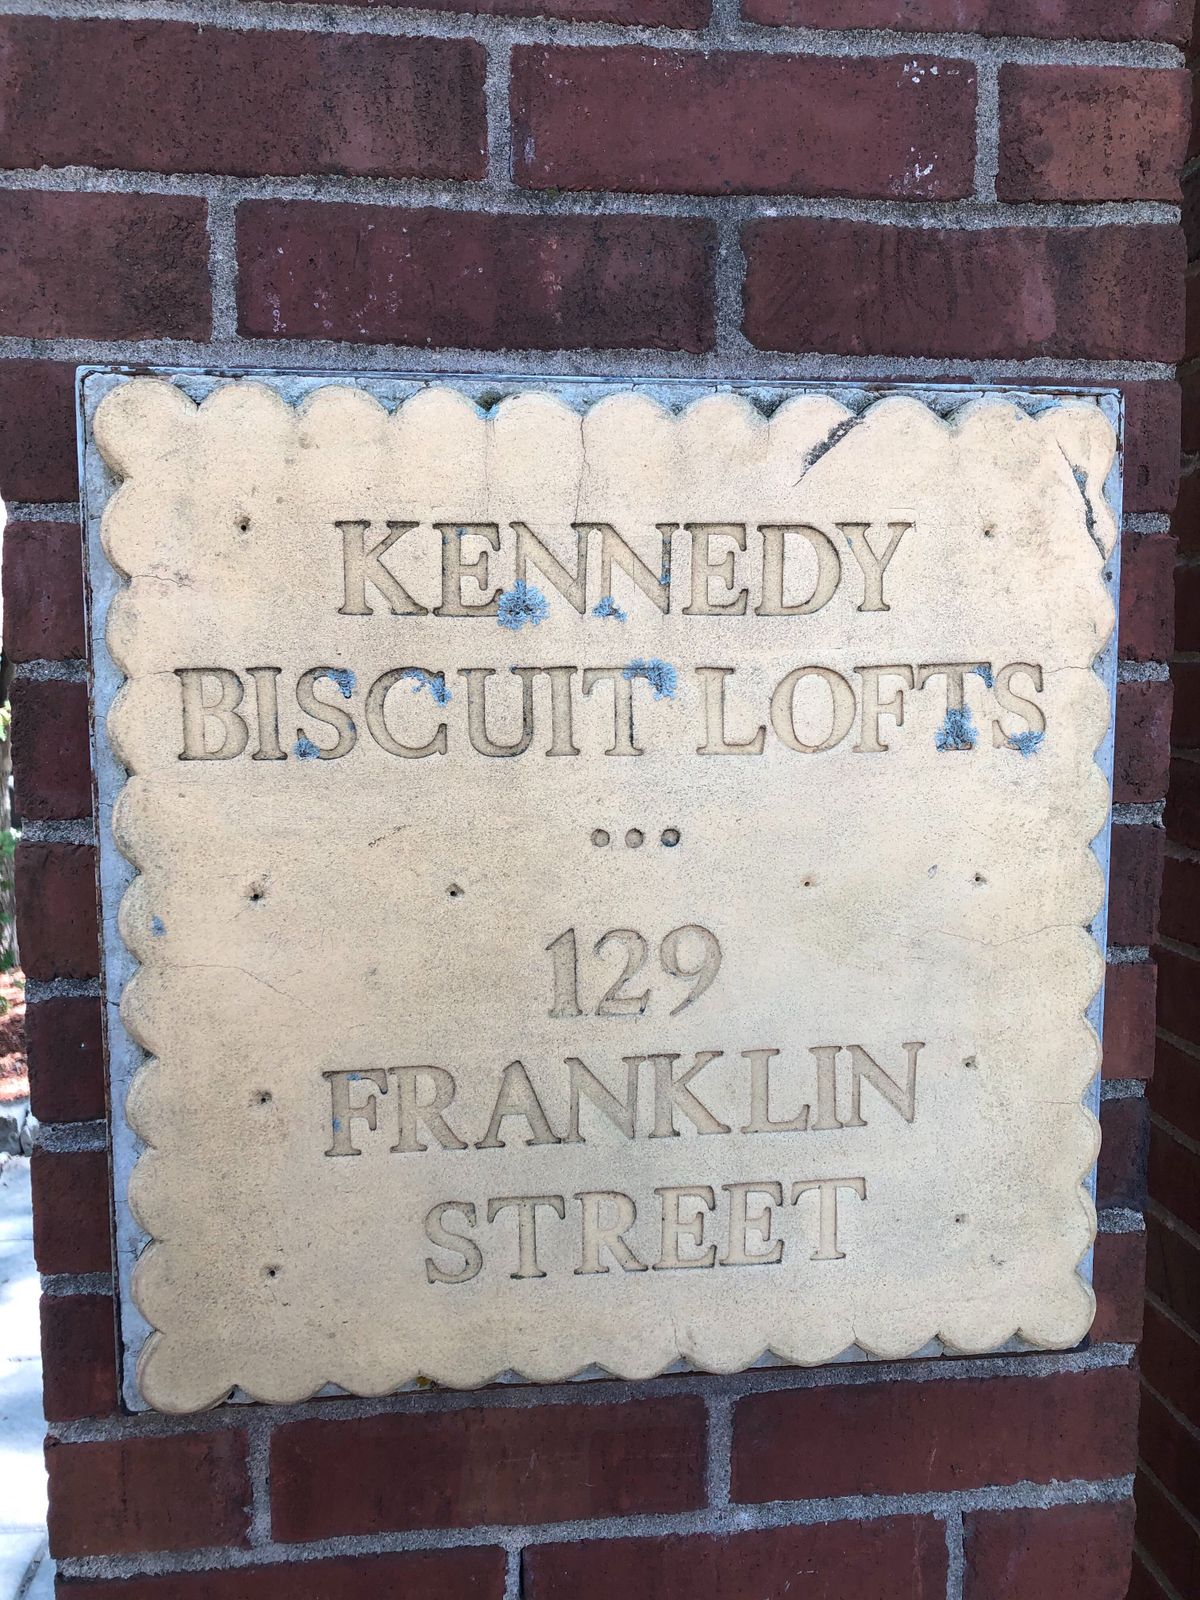 KENNEDY
BISCUIT LOFTS
•••
129
FRANKLIN
STREET